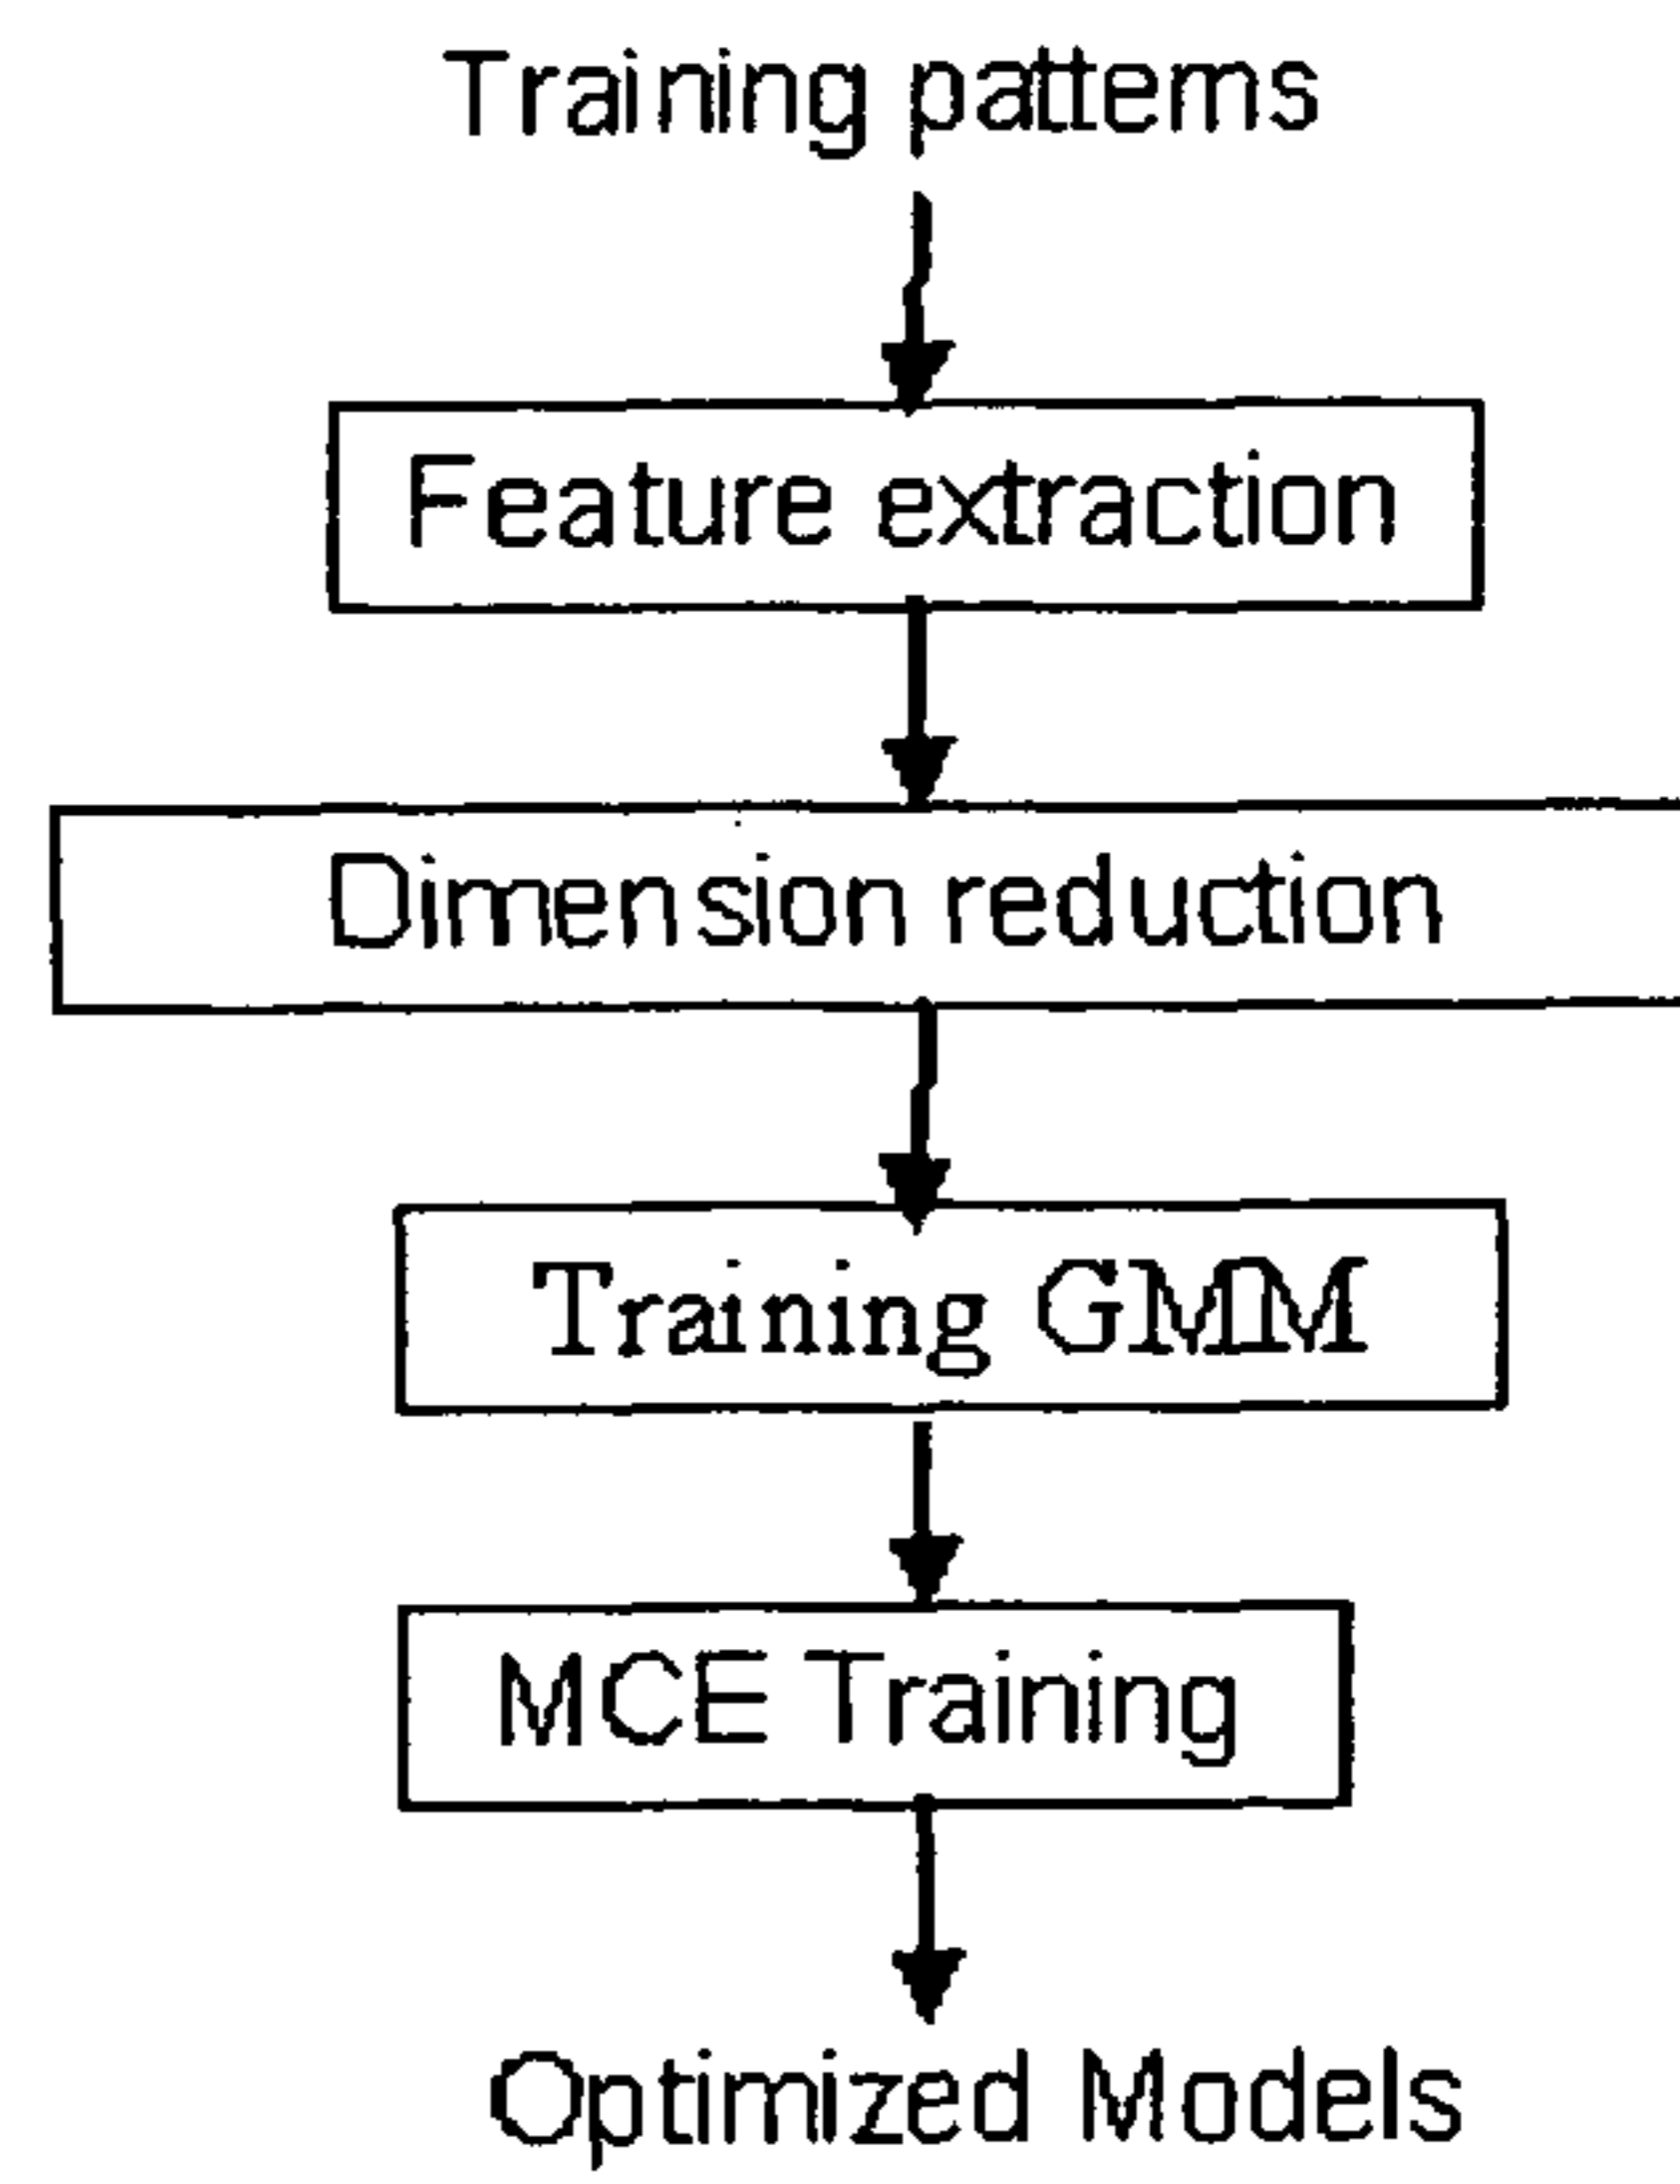 Training patterns
Feature extraction
Dimension reduction
Training GMM
MCE Training
Optimized Models